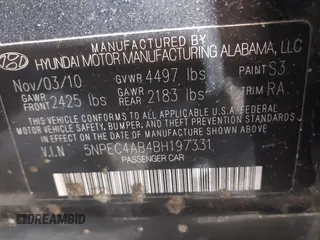 MANUFACTURED BY
HYUNDAI MOTOR MANUFACTURING ALABAMA, LLC
Nov/03/10 GVWR 4497 lbs PAINT S3
GAWR FRONT 2425 lbs GAWR REAR 2183 lbs TRIM RA
THIS VEHICLE CONFORMS TO ALL APPLICABLE U.S.A. FEDERAL
MOTOR VEHICLE SAFETY, BUMPER, AND THEFT PREVENTION
STANDARDS IN EFFECT ON THE DATE OF MANUFACTURE SHOWN ABOVE.
V.I.N 5NPEC4AB4BH197331
PASSENGER CAR
DREAMBID